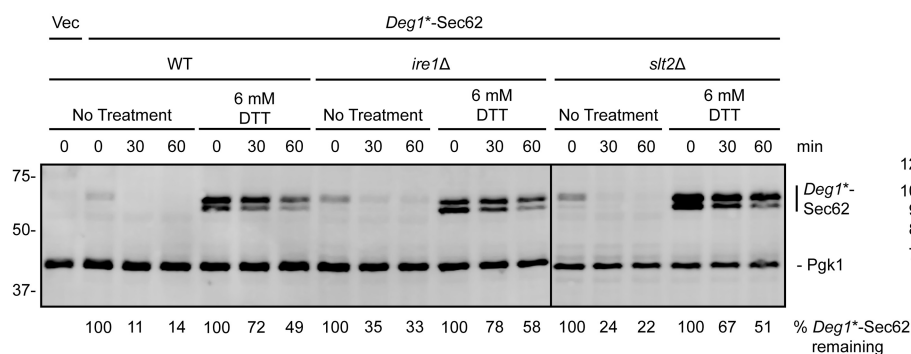 Vec Deg1*-Sec62
WT ire1Δ slt2Δ
No Treatment 6 mM DTT No Treatment 6 mM DTT No Treatment 6 mM DTT
0 0 30 60 0 30 60 0 30 60 0 30 60 0 30 60 0 30 60 min
75-
50-
37-
Deg1*-
Sec62
- Pgk1
100 11 14 100 72 49 100 35 33 100 78 58 100 24 22 100 67 51 % Deg1*-Sec62
remaining